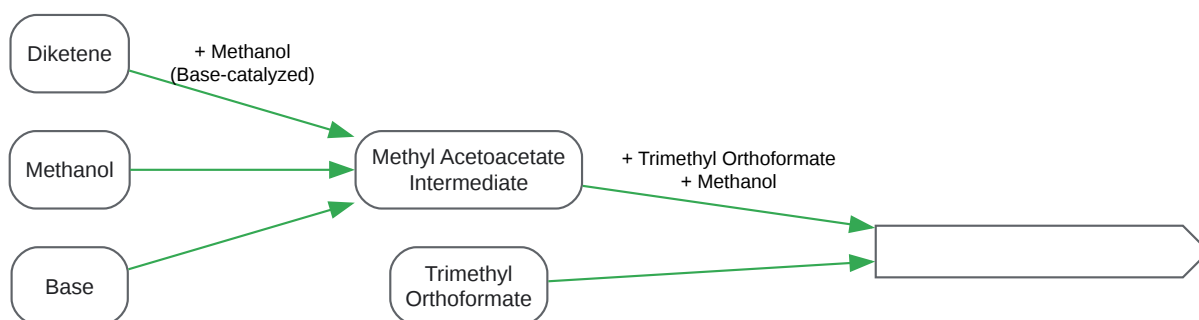 Diketene
+ Methanol
(Base-catalyzed)
Methanol
Methyl Acetoacetate
Intermediate
+ Trimethyl Orthoformate
+ Methanol
Base
Trimethyl
Orthoformate